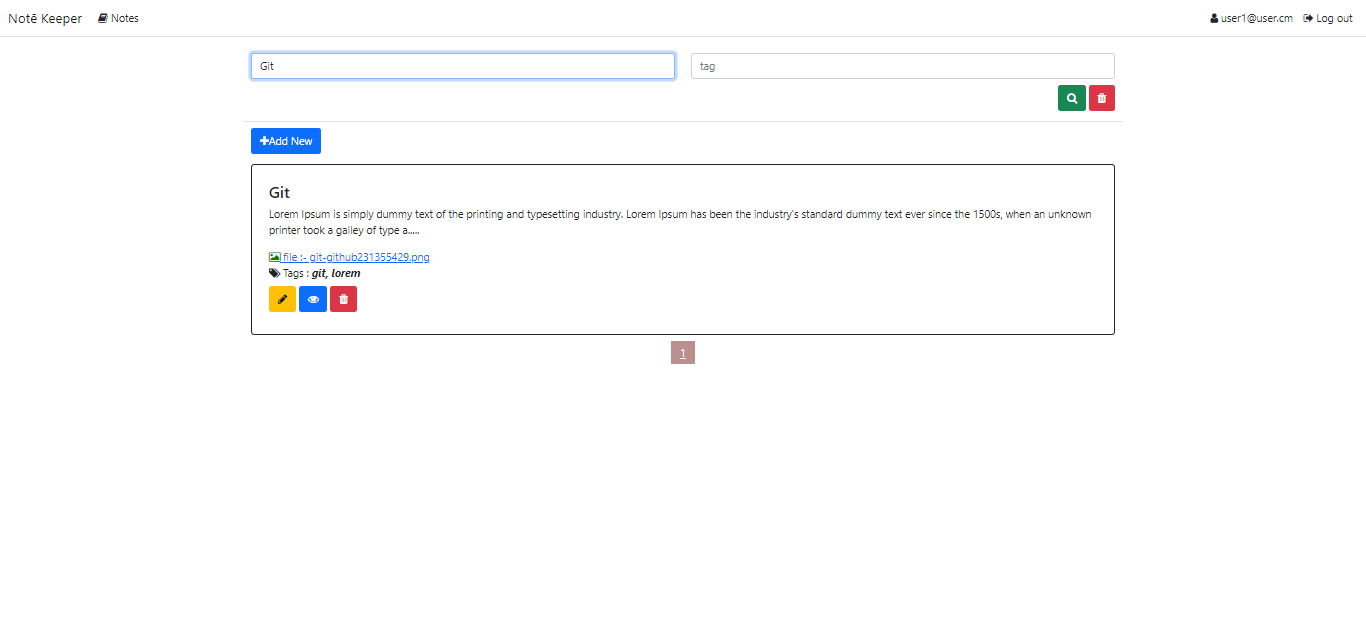 Notē Keeper Notes user1@user.cm Log out
Git tag
Add New
Git
Lorem Ipsum is simply dummy text of the printing and typesetting industry. Lorem Ipsum has been the industry's standard dummy text ever since the 1500s, when an unknown
printer took a galley of type a.....
file :- git-github231355429.png
Tags : git, lorem
1